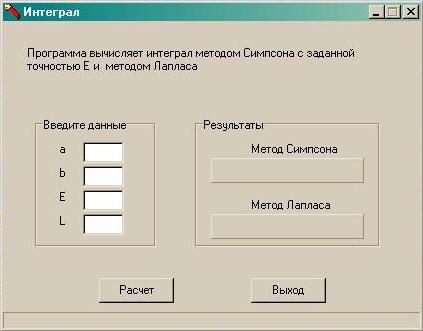 Интеграл
Программа вычисляет интеграл методом Симпсона с заданной
точностью E и методом Лапласа
Введите данные
a
b
E
L
Результаты
Метод Симпсона
Метод Лапласа
Расчет
Выход